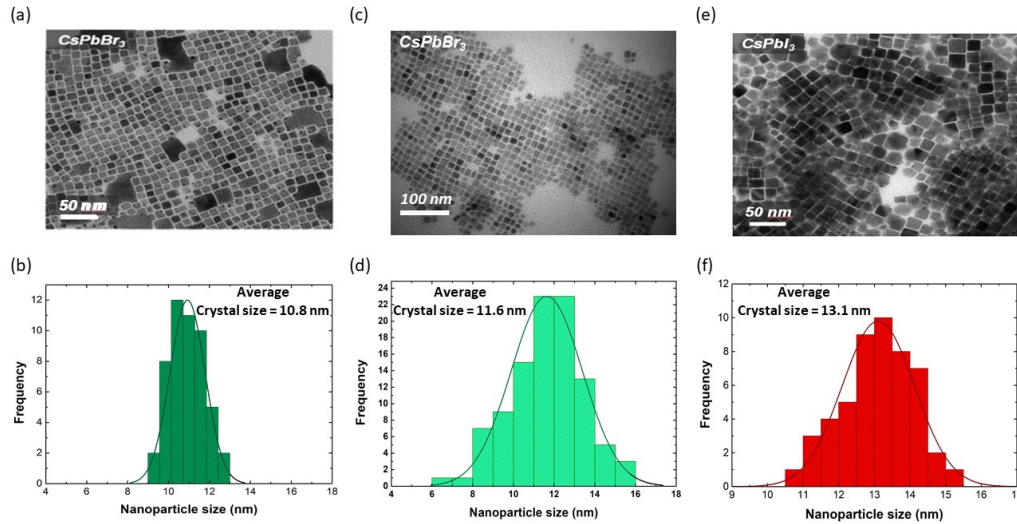 (a)
CsPbBr₃
50 nm
(c)
CsPbBr₃
100 nm
(e)
CsPbI₃
50 nm
(b)
Average
Crystal size = 10.8 nm
Frequency
12
10
8
6
4
2
0
4 6 8 10 12 14 16 18
Nanoparticle size (nm)
(d)
Average
Crystal size = 11.6 nm
Frequency
24
22
20
18
16
14
12
10
8
6
4
2
0
4 6 8 10 12 14 16 18
Nanoparticle size (nm)
(f)
Average
Crystal size = 13.1 nm
Frequency
12
10
8
6
4
2
0
9 10 11 12 13 14 15 16 17
Nanoparticle size (nm)